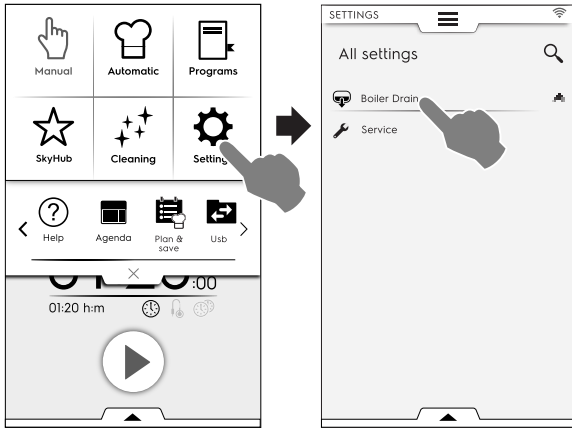 Manual Automatic Programs
SkyHub Cleaning Setting
Help Agenda Plan & Usb
save
:00
01:20 h:m
SETTINGS
All settings
Boiler Drain
Service